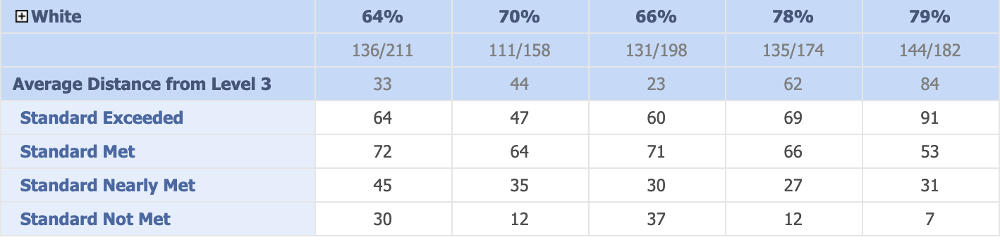 White 64% 70% 66% 78% 79%
136/211 111/158 131/198 135/174 144/182
Average Distance from Level 3 33 44 23 62 84
Standard Exceeded 64 47 60 69 91
Standard Met 72 64 71 66 53
Standard Nearly Met 45 35 30 27 31
Standard Not Met 30 12 37 12 7